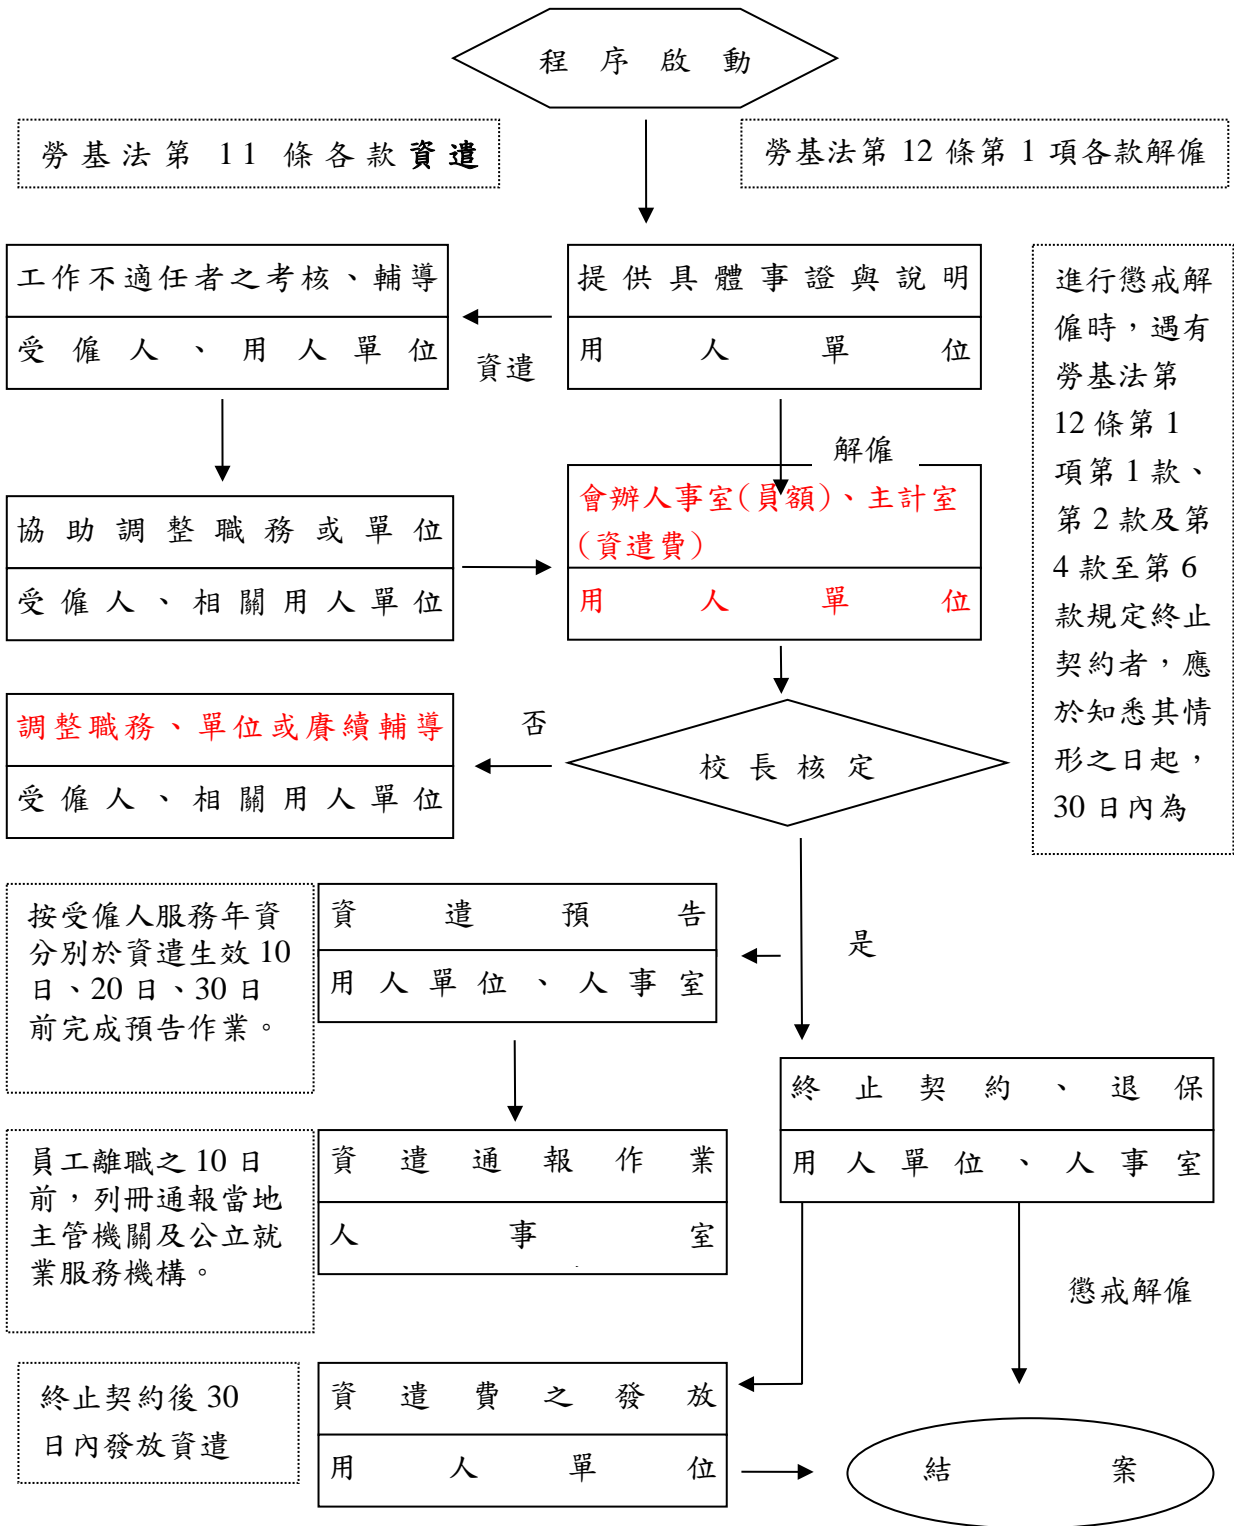 程序啟動
勞基法第 11 條各款資遣
勞基法第 12 條第 1 項各款解僱
工作不適任者之考核、輔導
受僱人、用人單位
資遣
提供具體事證與說明
用人單位
進行懲戒解
僱時，遇有
勞基法第
12 條第 1
項第 1 款、
第 2 款及第
4 款至第 6
款規定終止
契約者，應
於知悉其情
形之日起，
30 日內為
解僱
協助調整職務或單位
受僱人、相關用人單位
會辦人事室(員額)、主計室
(資遣費)
用人單位
調整職務、單位或賡續輔導
受僱人、相關用人單位
否
校長核定
按受僱人服務年資
分別於資遣生效 10
日、20 日、30 日
前完成預告作業。
資遣預告
用人單位、人事室
是
終止契約、退保
用人單位、人事室
員工離職之 10 日
前，列冊通報當地
主管機關及公立就
業服務機構。
資遣通報作業
人事室
懲戒解僱
終止契約後 30
日內發放資遣
資遣費之發放
用人單位
結案